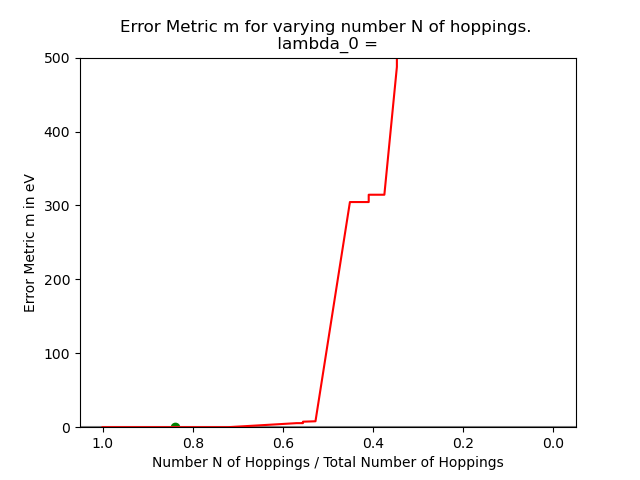 Error Metric m for varying number N of hoppings.
lambda_0 =
500
400
300
200
100
0
Error Metric m in eV
1.0 0.8 0.6 0.4 0.2 0.0
Number N of Hoppings / Total Number of Hoppings